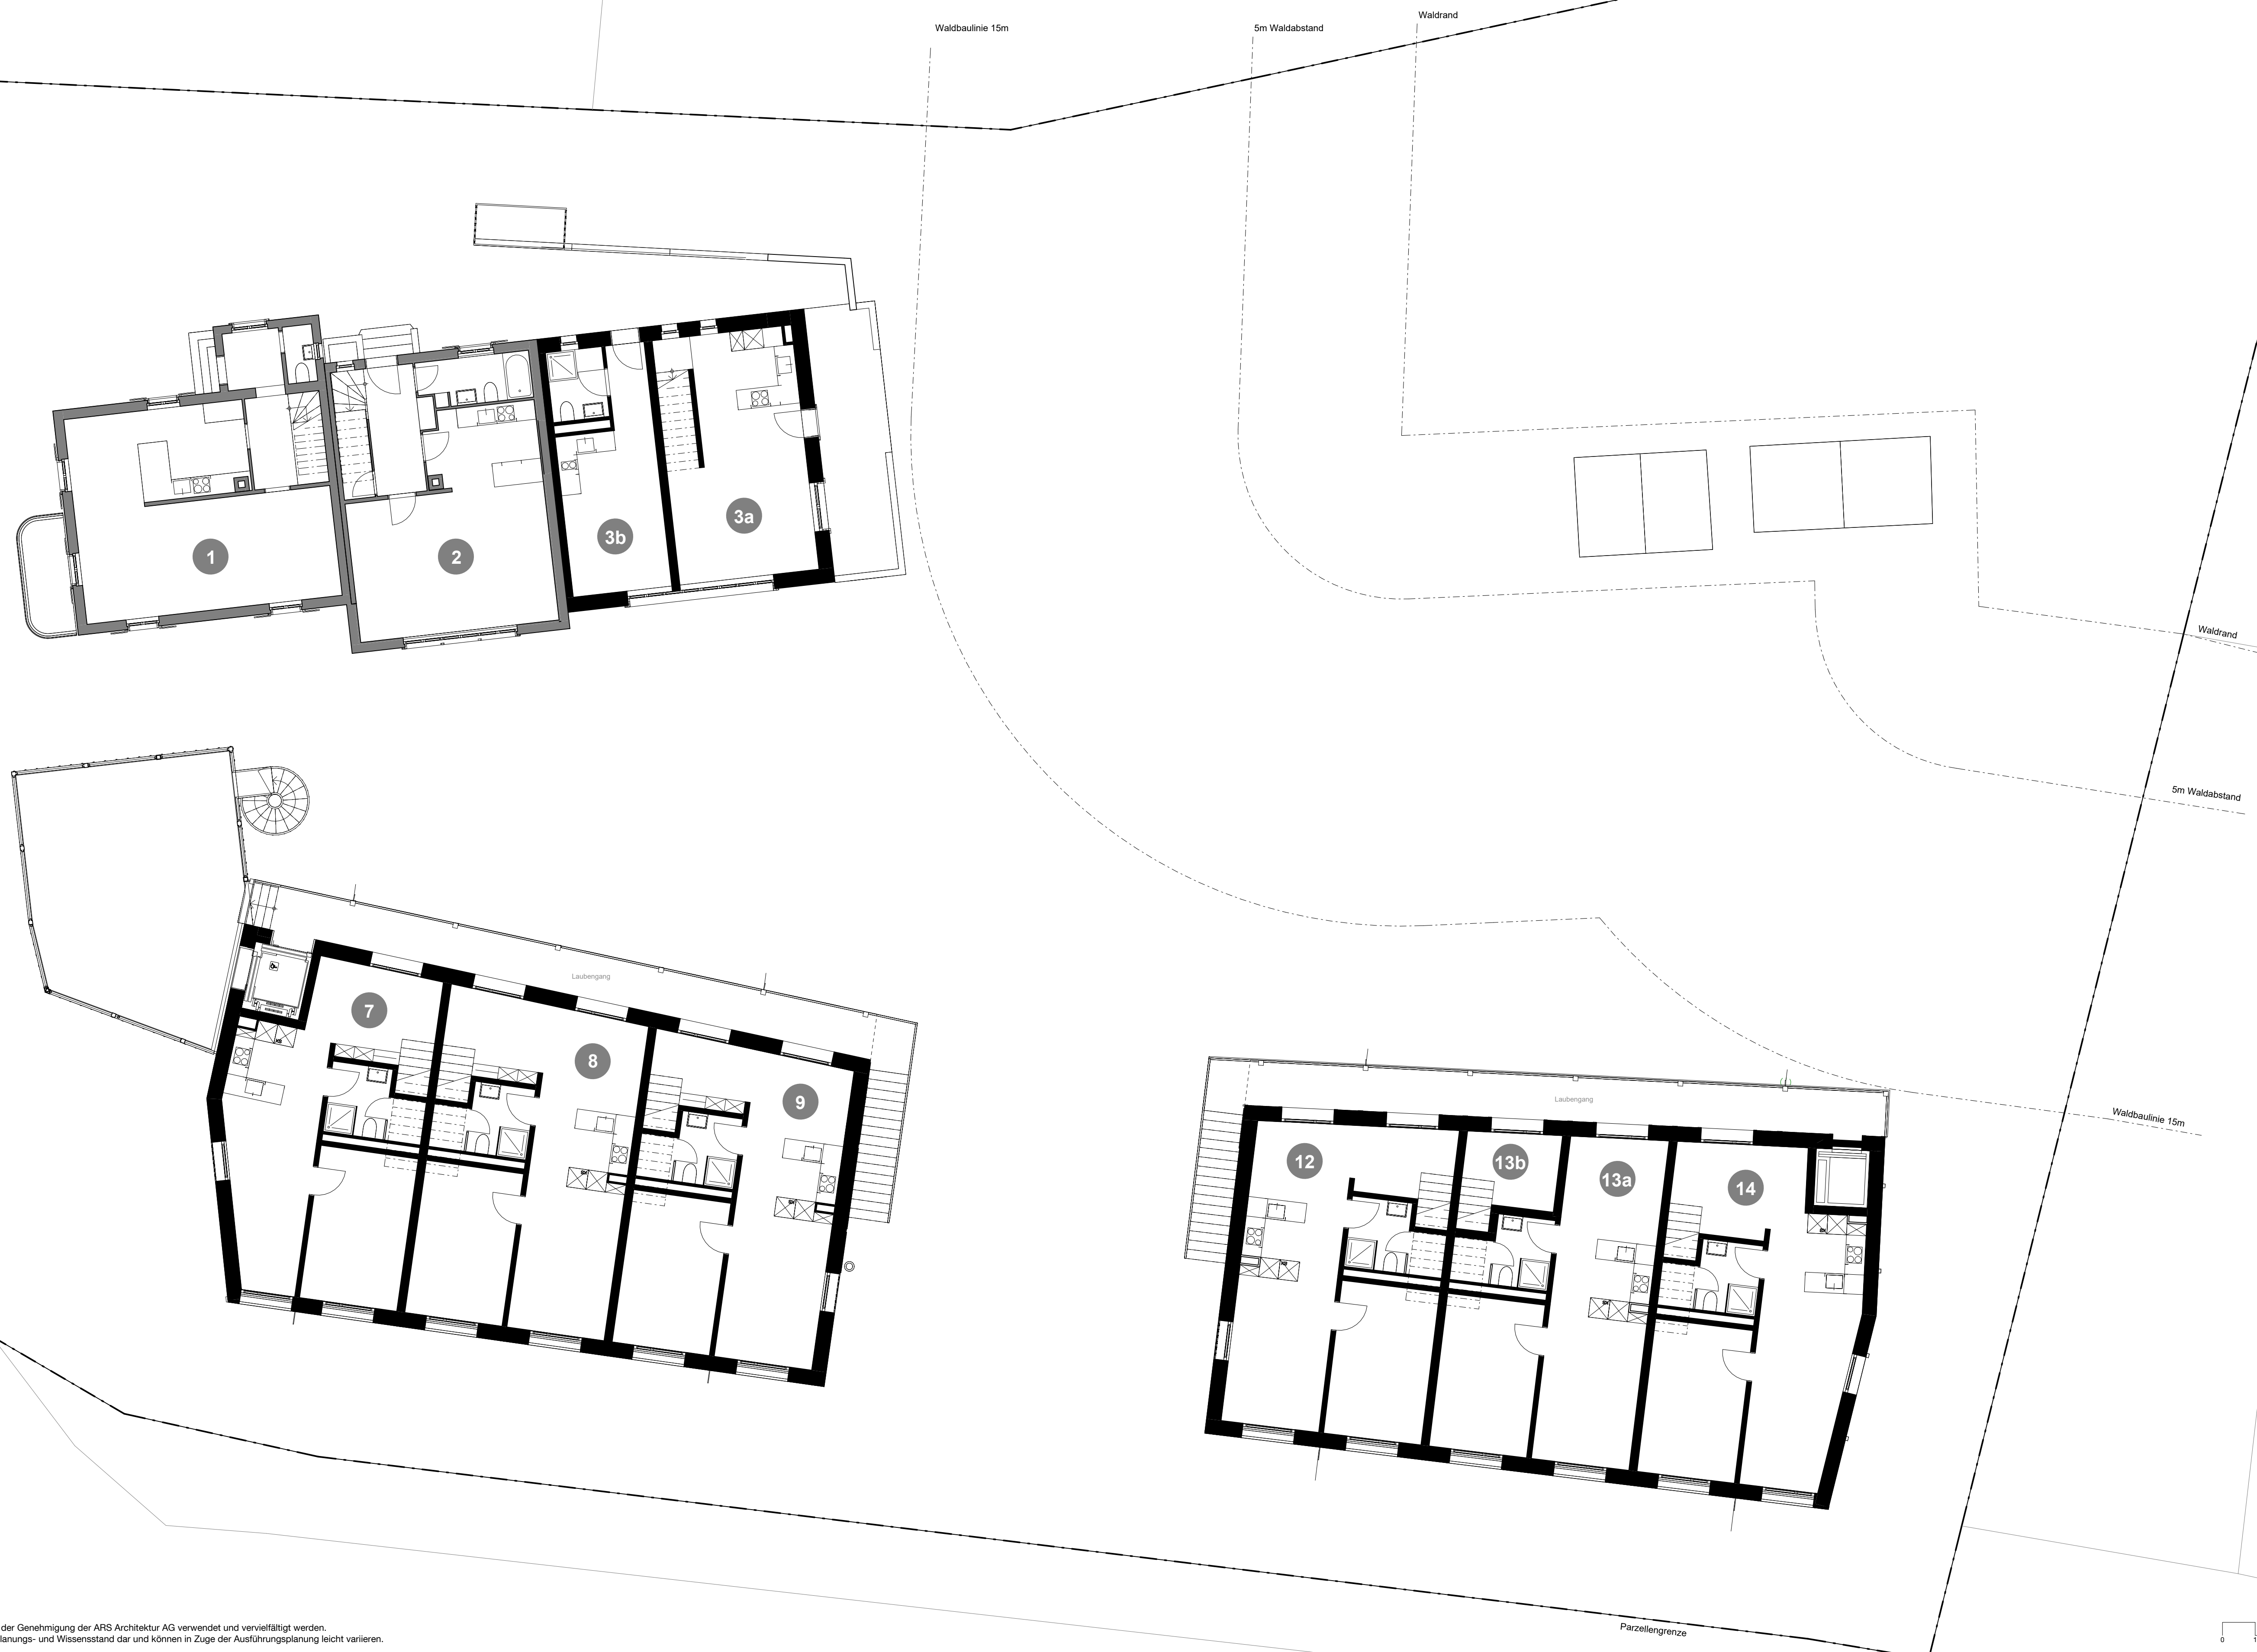 Waldrand
Waldbaulinie 15m
5m Waldabstand
3a
3b
1
2
Waldrand
5m Waldabstand
Laubengang
7
8
9
Laubengang
Waldbaulinie 15m
12
13b
13a
14
der Genehmigung der ARS Architektur AG verwendet und vervielfältigt werden.
lanungs- und Wissensstand dar und können in Zuge der Ausführungsplanung leicht variieren.
Parzellengrenze
0 1